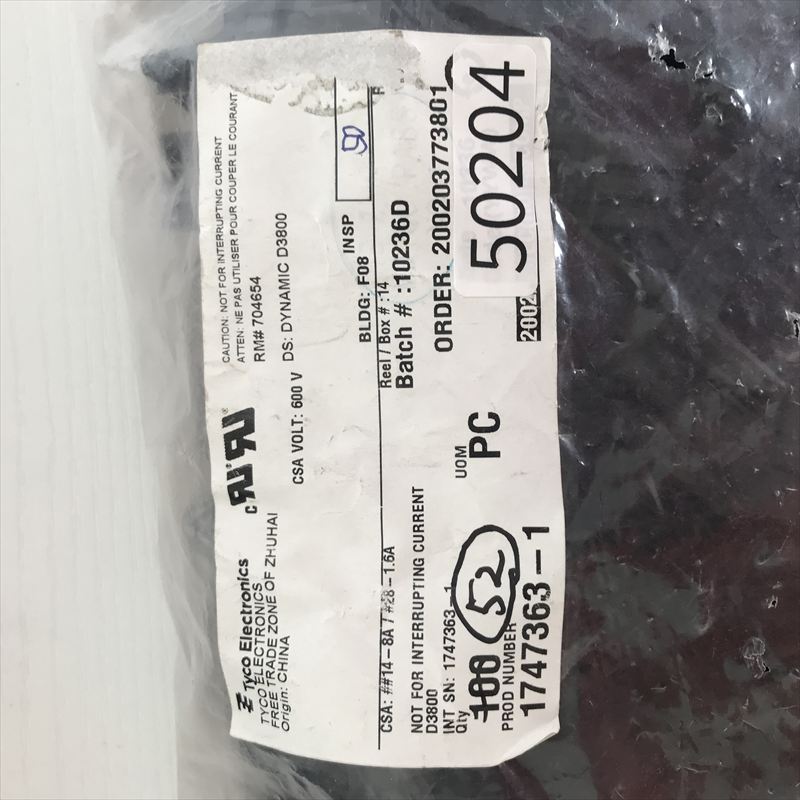 Tyco Electronics
TYCO ELECTRONICS
FREE TRADE ZONE OF ZHUHAI
Origin: CHINA
CAUTION: NOT FOR INTERRUPTING CURRENT
ATTEN: NE PAS UTILISER POUR COUPER LE COURANT
RM# 704654
CSA VOLT: 600 V DS: DYNAMIC D3800
BLDG: F08 INSP
CSA: ##14-8A / #28-1.6A
Reel / Box # :14
NOT FOR INTERRUPTING CURRENT
D3800
Batch # :10236D
INT SN: 1747363-1
Qty
100
52
UOM
PC
ORDER: 200203773801
PROD NUMBER
1747363-1
50204